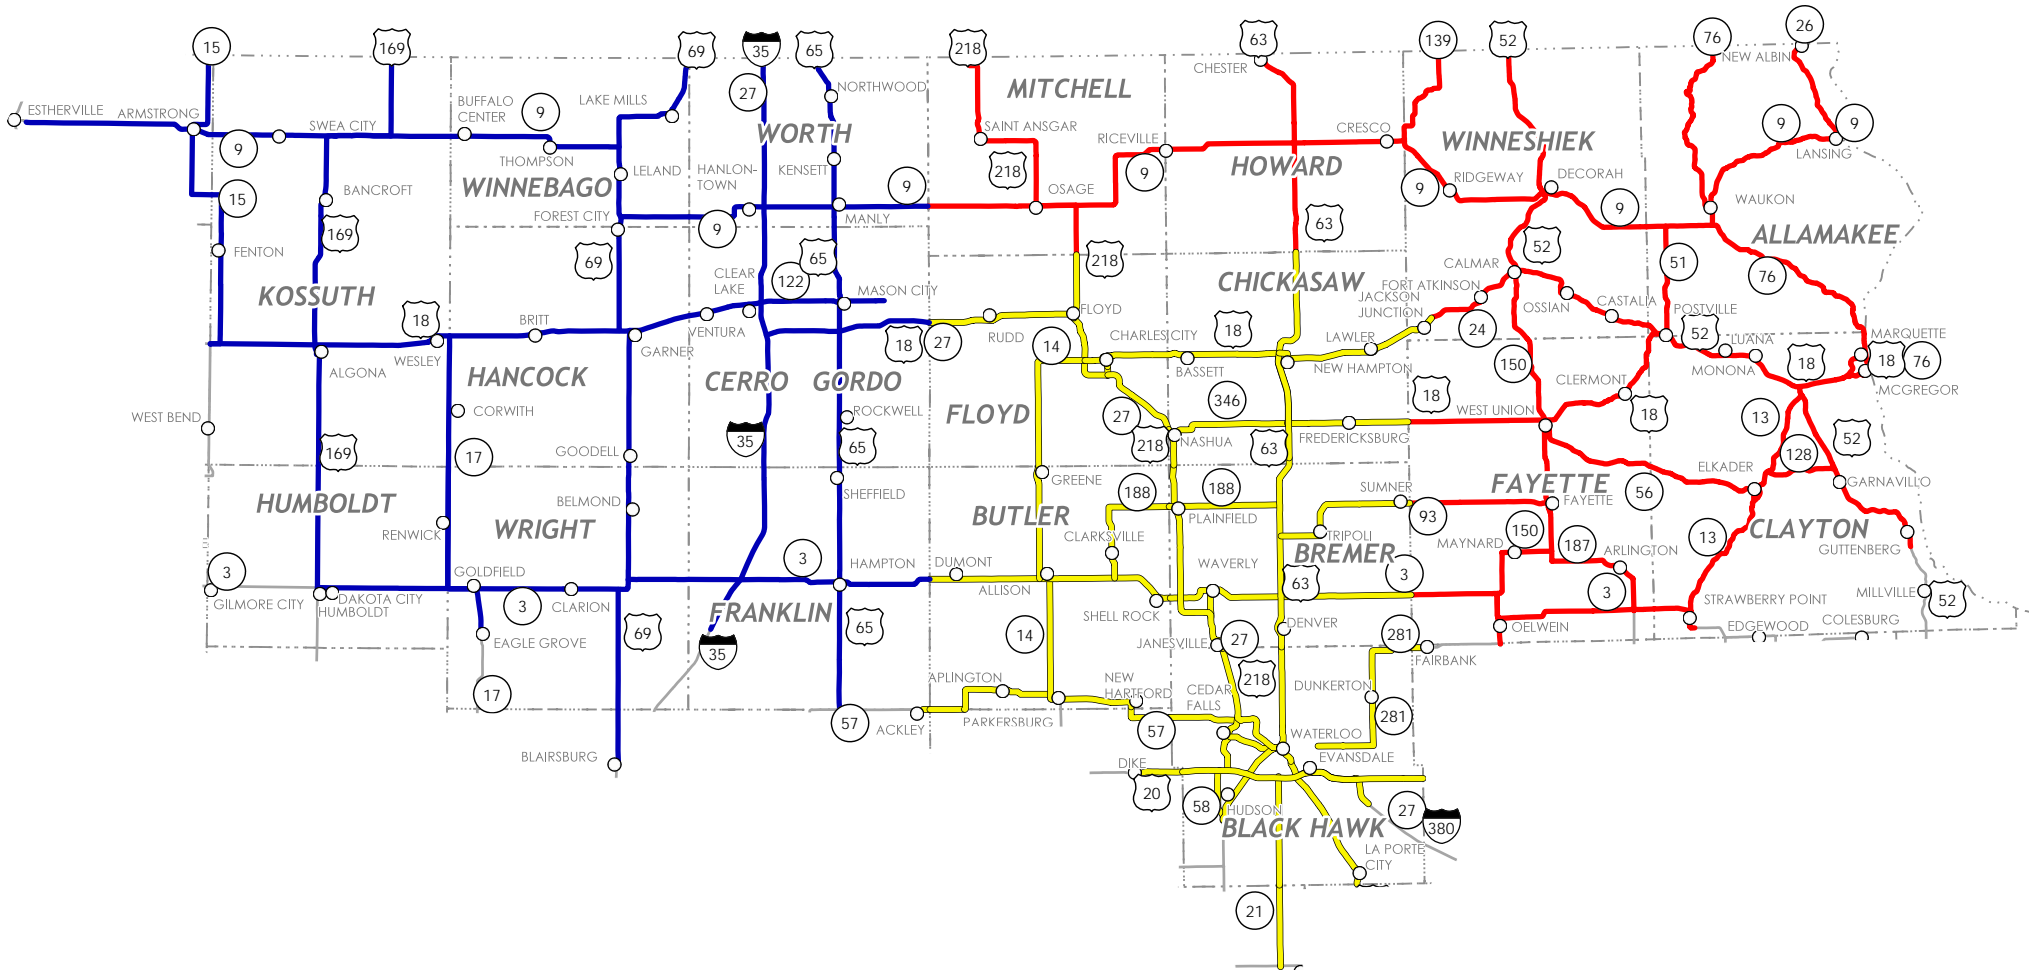 15
169
69
35
65
218
63
139
52
76
26
NEW ALBIN
CHESTER
27
NORTHWOOD
MITCHELL
ESTHERVILLE
ARMSTRONG
SWEA CITY
BUFFALO
CENTER
9
LAKE MILLS
WORTH
SAINT ANSGAR
RICEVILLE
CRESCO
WINNESHIEK
9
9
LANSING
9
THOMPSON
LELAND
HANLON-
TOWN
KENSETT
218
9
HOWARD
9
RIDGEWAY
DECORAH
15
BANCROFT
WINNEBAGO
9
OSAGE
WAUKON
169
FOREST CITY
9
MANLY
63
9
ALLAMAKEE
FENTON
69
65
218
52
51
76
CLEAR
LAKE
122
CHICKASAW
CALMAR
FORT ATKINSON
KOSSUTH
MASON CITY
JACKSON
JUNCTION
OSSIAN
CASTALIA
POSTVILLE
18
BRITT
VENTURA
FLOYD
CHARLES CITY
18
LAWLER
24
52
MARQUETTE
WESLEY
GARNER
18
27
RUDD
14
LUANA
18
18
76
ALGONA
HANCOCK
CERRO GORDO
BASSETT
NEW HAMPTON
150
CLERMONT
MONONA
MCGREGOR
WEST BEND
CORWITH
ROCKWELL
FLOYD
27
346
18
WEST UNION
18
13
35
65
218
NASHUA
63
FREDERICKSBURG
52
169
17
GOODELL
128
ELKADER
GREENE
188
188
SUMNER
FAYETTE
56
GARNAVILLO
HUMBOLDT
BELMOND
SHEFFIELD
BUTLER
PLAINFIELD
93
FAYETTE
RENWICK
WRIGHT
CLARKSVILLE
TRIPOLI
BREMER
MAYNARD
150
187
ARLINGTON
13
CLAYTON
GUTTENBERG
3
GOLDFIELD
3
HAMPTON
DUMONT
ALLISON
WAVERLY
63
3
3
MILLVILLE
52
GILMORE CITY
DAKOTA CITY
HUMBOLDT
3
CLARION
FRANKLIN
SHELL ROCK
STRAWBERRY POINT
EAGLE GROVE
69
35
65
14
JANESVILLE
27
DENVER
281
OELWEIN
EDGEWOOD
COLESBURG
17
APLINGTON
NEW
HARTFORD
CEDAR
FALLS
218
DUNKERTON
FAIRBANK
57
ACKLEY
PARKERSBURG
57
281
BLAIRSBURG
WATERLOO
DIKE
EVANSDALE
20
58
HUDSON
27
380
BLACK HAWK
LA PORTE
CITY
21